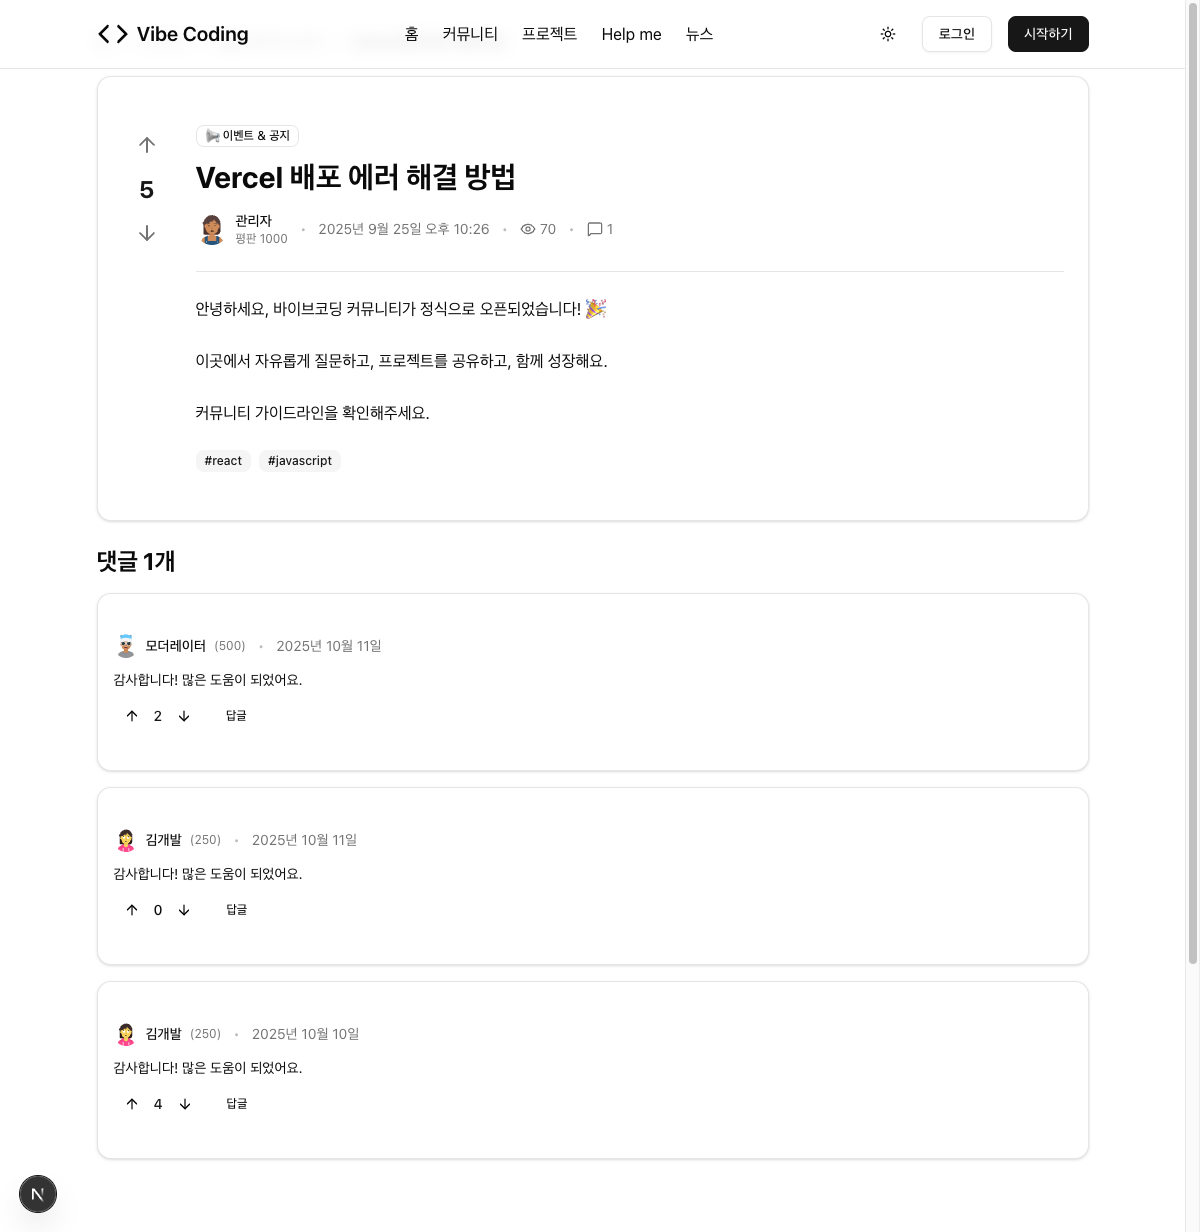 Vibe Coding
홈 커뮤니티 프로젝트 Help me 뉴스
로그인 시작하기
이벤트 & 공지
5
Vercel 배포 에러 해결 방법
관리자
평판 1000
2025년 9월 25일 오후 10:26
70
1
안녕하세요, 바이브코딩 커뮤니티가 정식으로 오픈되었습니다! 🎉
이곳에서 자유롭게 질문하고, 프로젝트를 공유하고, 함께 성장해요.
커뮤니티 가이드라인을 확인해주세요.
#react #javascript
댓글 1개
모더레이터 (500) • 2025년 10월 11일
감사합니다! 많은 도움이 되었어요.
2 답글
김개발 (250) • 2025년 10월 11일
감사합니다! 많은 도움이 되었어요.
0 답글
김개발 (250) • 2025년 10월 10일
감사합니다! 많은 도움이 되었어요.
4 답글
N